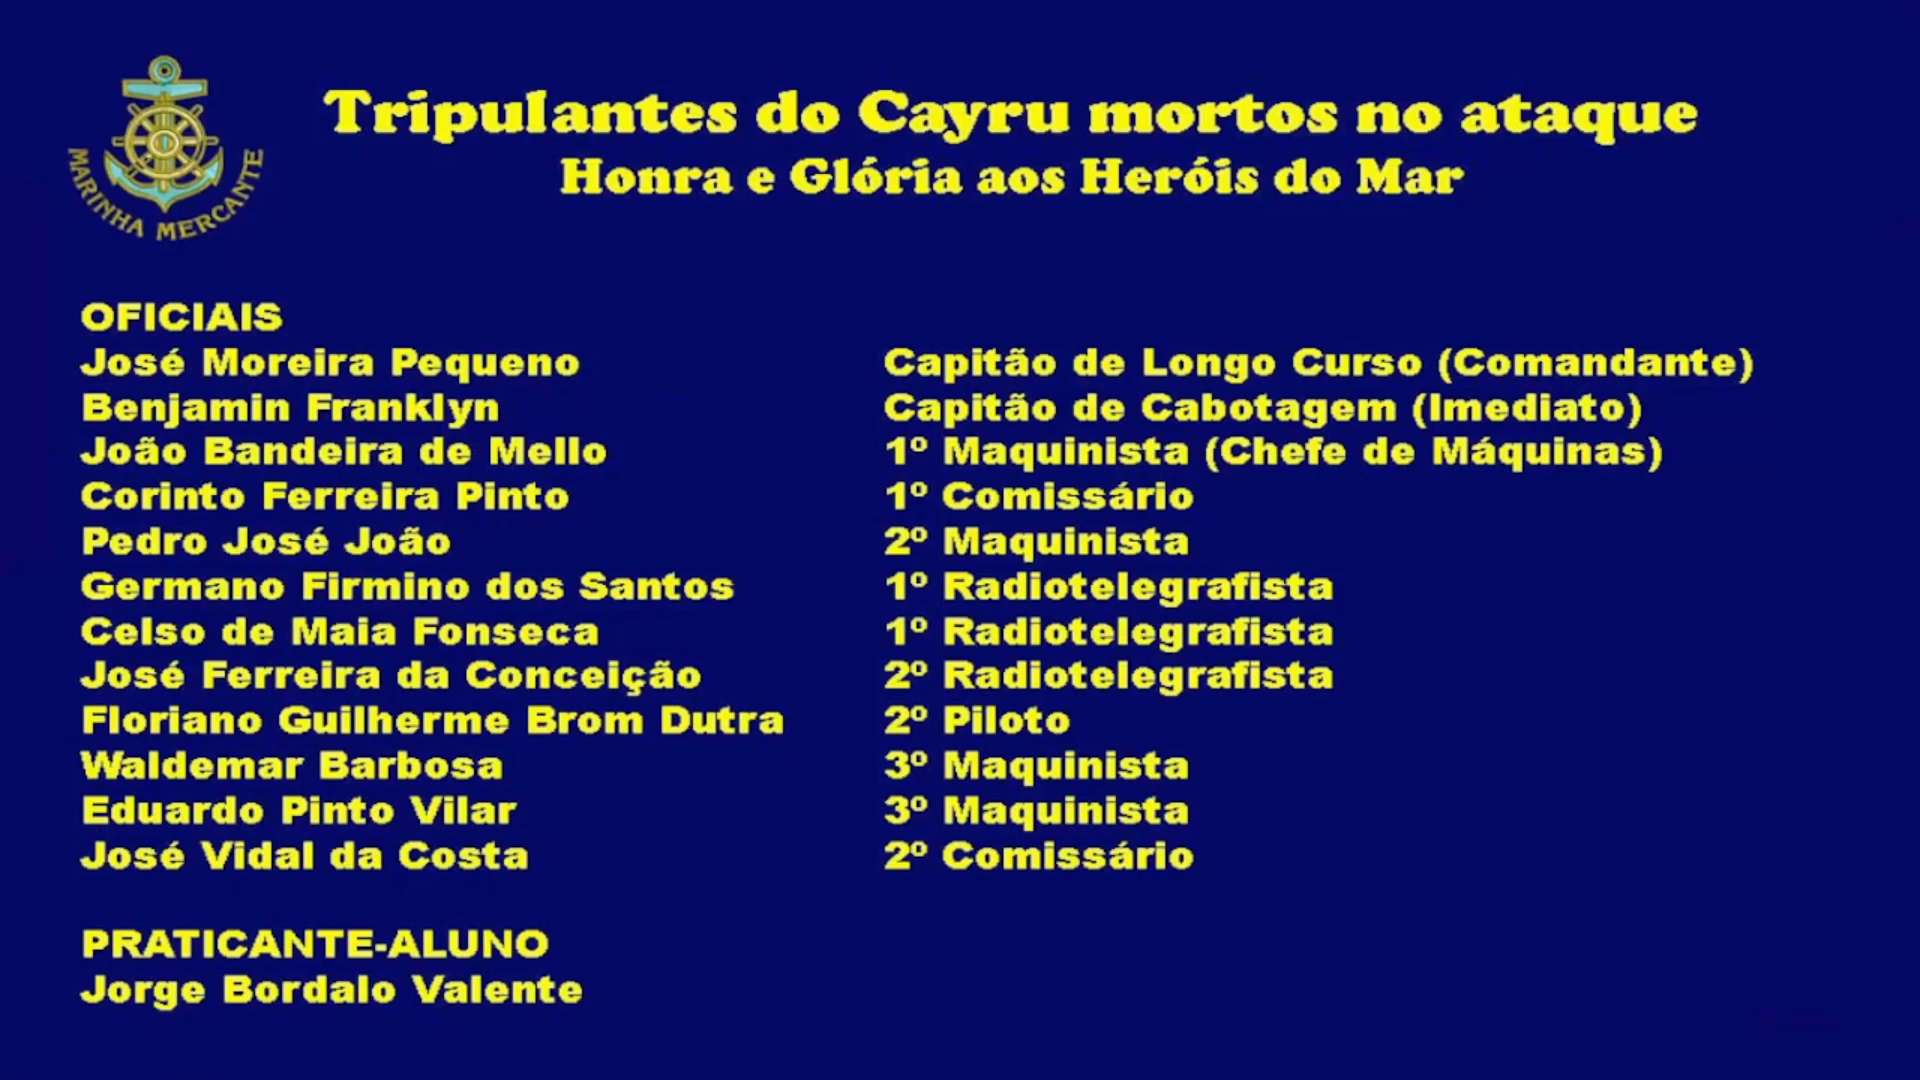 MARINHA MERCANTE
Tripulantes do Cayru mortos no ataque
Honra e Glória aos Heróis do Mar
OFICIAIS
José Moreira Pequeno Capitão de Longo Curso (Comandante)
Benjamin Franklyn Capitão de Cabotagem (Imediato)
João Bandeira de Mello 1º Maquinista (Chefe de Máquinas)
Corinto Ferreira Pinto 1º Comissário
Pedro José João 2º Maquinista
Germano Firmino dos Santos 1º Radiotelegrafista
Celso de Maia Fonseca 1º Radiotelegrafista
José Ferreira da Conceição 2º Radiotelegrafista
Floriano Guilherme Brom Dutra 2º Piloto
Waldemar Barbosa 3º Maquinista
Eduardo Pinto Vilar 3º Maquinista
José Vidal da Costa 2º Comissário
PRATICANTE-ALUNO
Jorge Bordalo Valente